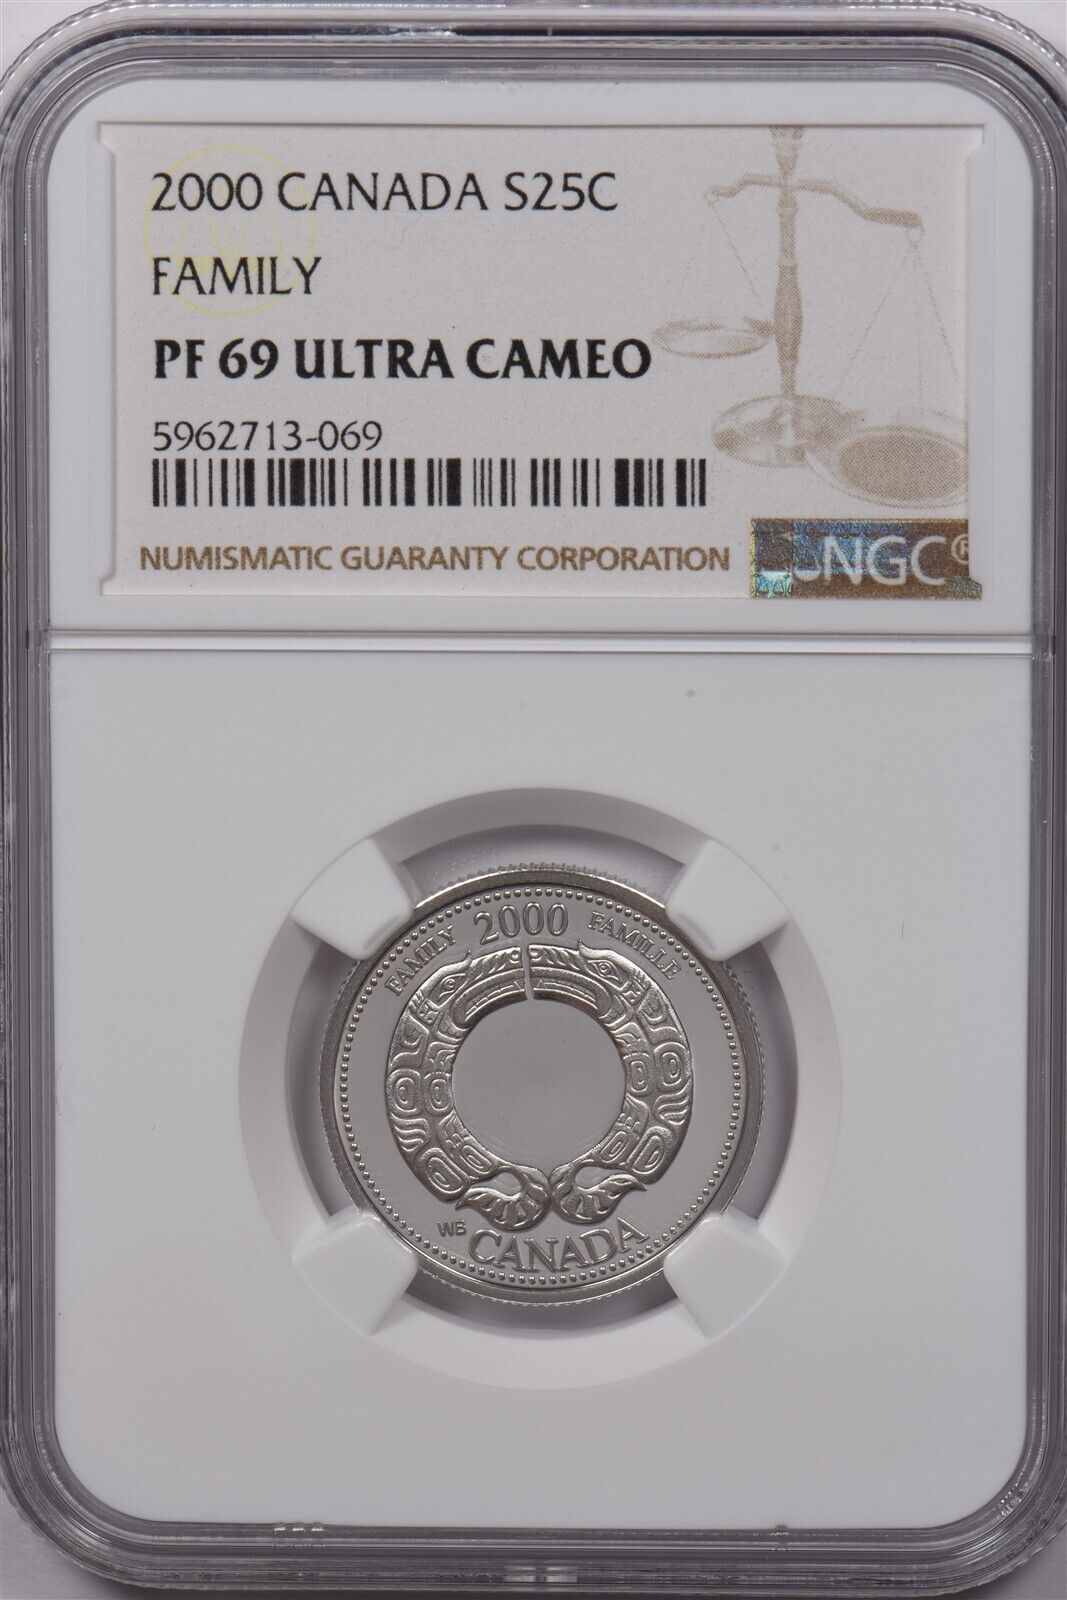 2000 CANADA S25C
FAMILY
PF 69 ULTRA CAMEO
5962713-069
NUMISMATIC GUARANTY CORPORATION
NGC®
FAMILY 2000 FAMILLE
WB
CANADA